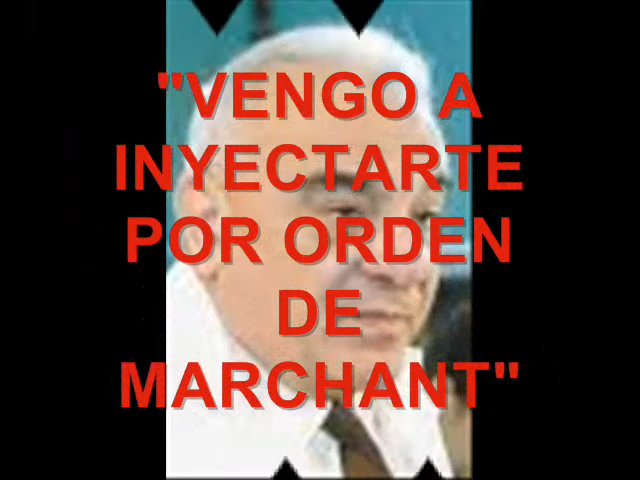 "VENGO A
INYECTARTE
POR ORDEN
DE
MARCHANT"